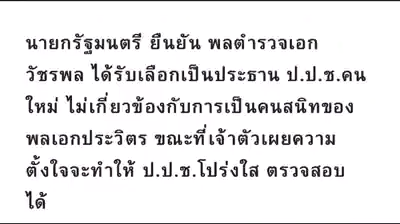 นายกรัฐมนตรี ยืนยัน พลตำรวจเอก
วัชรพล ได้รับเลือกเป็นประธาน ป.ป.ช.คน
ใหม่ ไม่เกี่ยวข้องกับการเป็นคนสนิทของ
พลเอกประวิตร ขณะที่เจ้าตัวเผยความ
ตั้งใจจะทำให้ ป.ป.ช.โปร่งใส ตรวจสอบ
ได้